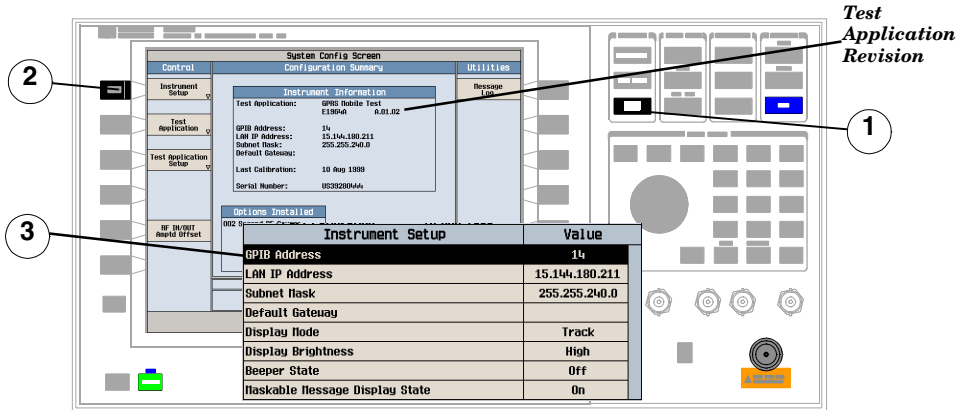 Test
Application
Revision
2
1
3
System Config Screen
Control
Configuration Summary
Utilities
Instrument
Setup
Test
Application
Test Application
Setup
RF IN/OUT
Amptd Offset
Message
Log
Instrument Information
Test Application: GPRS Mobile Test
E1964A A.01.02
GPIB Address: 14
LAN IP Address: 15.144.180.211
Subnet Mask: 255.255.240.0
Default Gateway:
Last Calibration: 10 Aug 1999
Serial Number: US39280444
Options Installed
002 Second RF
Instrument Setup Value
GPIB Address 14
LAN IP Address 15.144.180.211
Subnet Mask 255.255.240.0
Default Gateway
Display Mode Track
Display Brightness High
Beeper State Off
Maskable Message Display State On